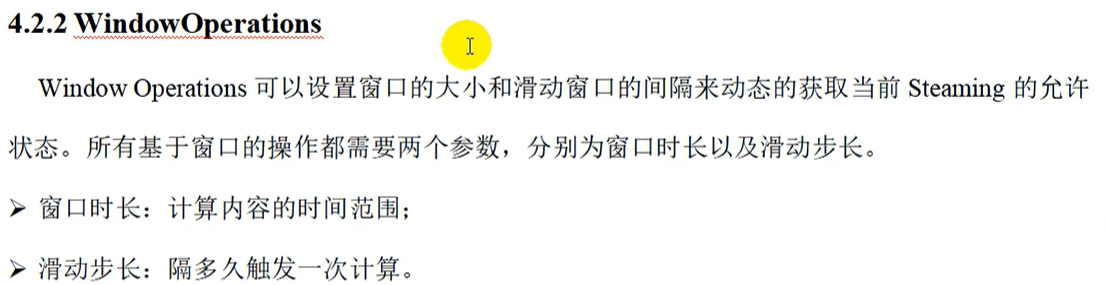 4.2.2 WindowOperations
Window Operations 可以设置窗口的大小和滑动窗口的间隔来动态的获取当前 Steaming 的允许
状态。所有基于窗口的操作都需要两个参数，分别为窗口时长以及滑动步长。
➢ 窗口时长：计算内容的时间范围；
➢ 滑动步长：隔多久触发一次计算。